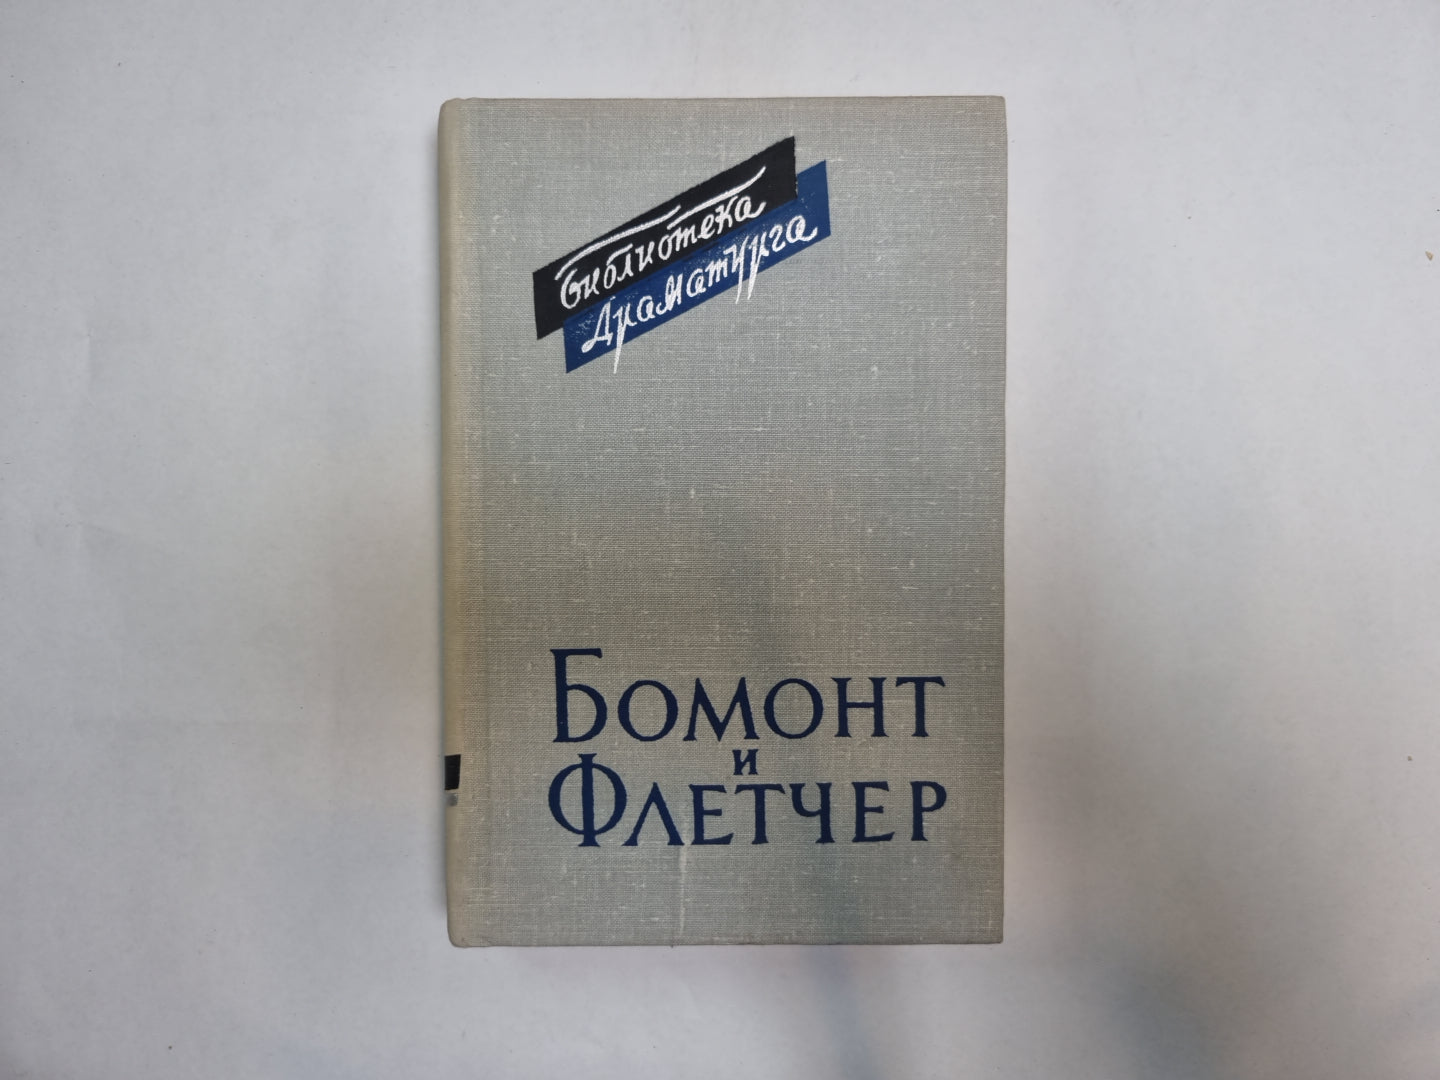 Библиотека
Драматурга
Бомонт
и
Флетчер